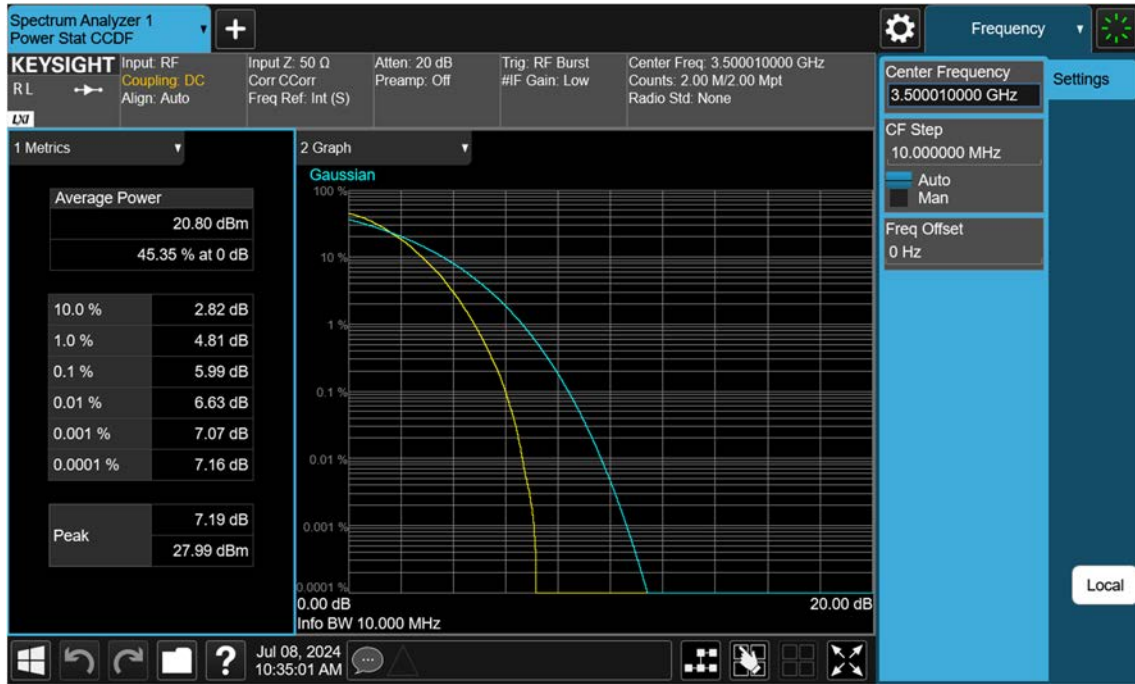 Spectrum Analyzer 1
Power Stat CCDF
+
Frequency
KEYSIGHT
R L
LXI
Input: RF
Coupling: DC
Align: Auto
Input Z: 50 Ω
Corr CCorr
Freq Ref: Int (S)
Atten: 20 dB
Preamp: Off
Trig: RF Burst
#IF Gain: Low
Center Freq: 3.500010000 GHz
Counts: 2.00 M/2.00 Mpt
Radio Std: None
Center Frequency
3.500010000 GHz
Settings
CF Step
10.000000 MHz
Auto
Man
Freq Offset
0 Hz
1 Metrics
Average Power
20.80 dBm
45.35 % at 0 dB
10.0 % 2.82 dB
1.0 % 4.81 dB
0.1 % 5.99 dB
0.01 % 6.63 dB
0.001 % 7.07 dB
0.0001 % 7.16 dB
Peak
7.19 dB
27.99 dBm
2 Graph
Gaussian
100 %
10 %
1 %
0.1 %
0.01 %
0.001 %
0.0001 %
0.00 dB 20.00 dB
Info BW 10.000 MHz
Local
?
Jul 08, 2024
10:35:01 AM